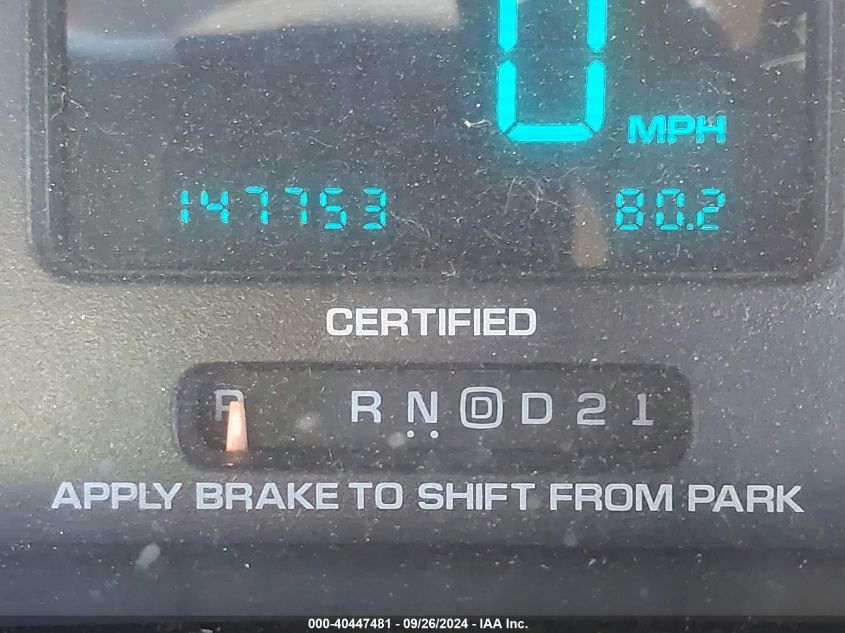 0 MPH
147753 80.2
CERTIFIED
P R N D D 2 1
APPLY BRAKE TO SHIFT FROM PARK
000-40447481 - 09/26/2024 - IAA Inc.